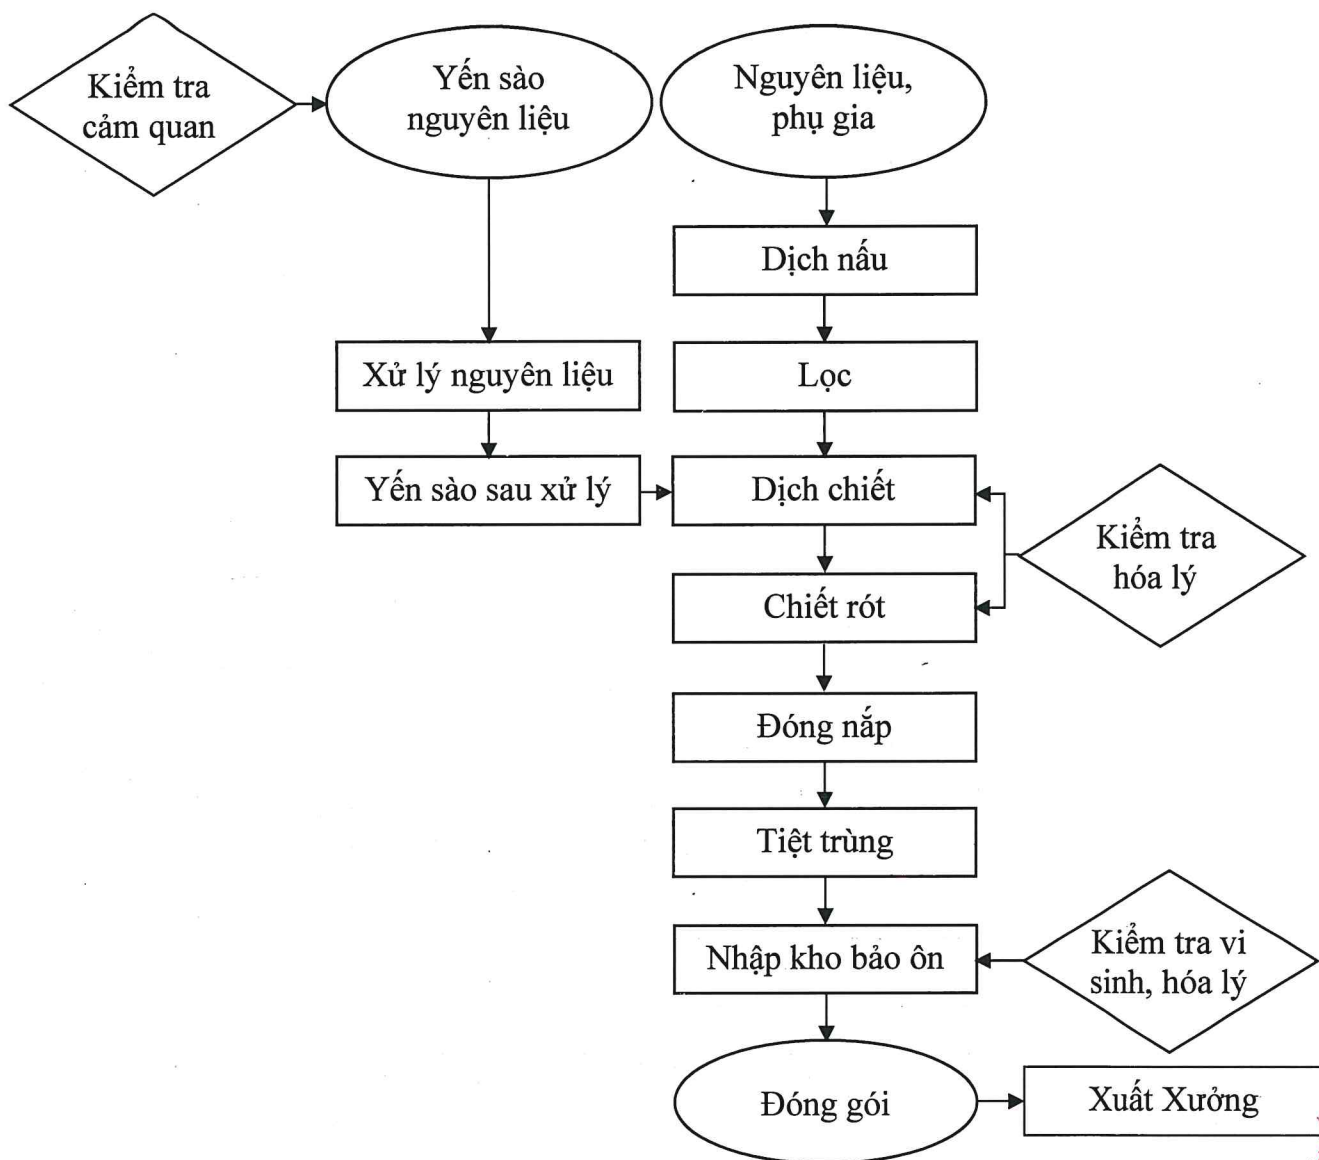 Kiểm tra
cảm quan
Yến sào
nguyên liệu
Nguyên liệu,
phụ gia
Dịch nấu
Xử lý nguyên liệu
Lọc
Yến sào sau xử lý
Dịch chiết
Kiểm tra
hóa lý
Chiết rót
Đóng nắp
Tiệt trùng
Nhập kho bảo ôn
Kiểm tra vi
sinh, hóa lý
Đóng gói
Xuất Xưởng